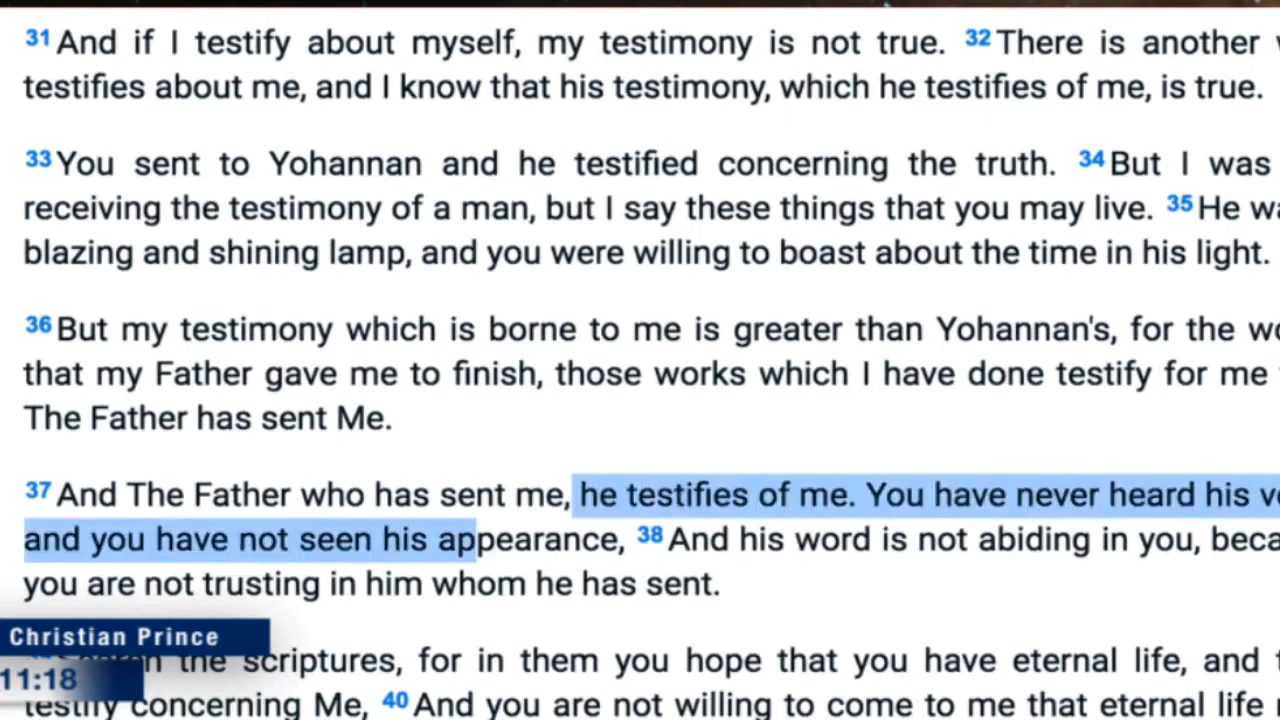 31 And if I testify about myself, my testimony is not true. 32 There is another
testifies about me, and I know that his testimony, which he testifies of me, is true.
33 You sent to Yohannan and he testified concerning the truth. 34 But I was
receiving the testimony of a man, but I say these things that you may live. 35 He
blazing and shining lamp, and you were willing to boast about the time in his light.
36 But my testimony which is borne to me is greater than Yohannan's, for the
that my Father gave me to finish, those works which I have done testify for me
The Father has sent Me.
37 And The Father who has sent me, he testifies of me. You have never heard his
and you have not seen his appearance, 38 And his word is not abiding in you,
you are not trusting in him whom he has sent.
Christian Prince
the scriptures, for in them you hope that you have eternal life, and
11:18
testify concerning Me, 40 And you are not willing to come to me that eternal life